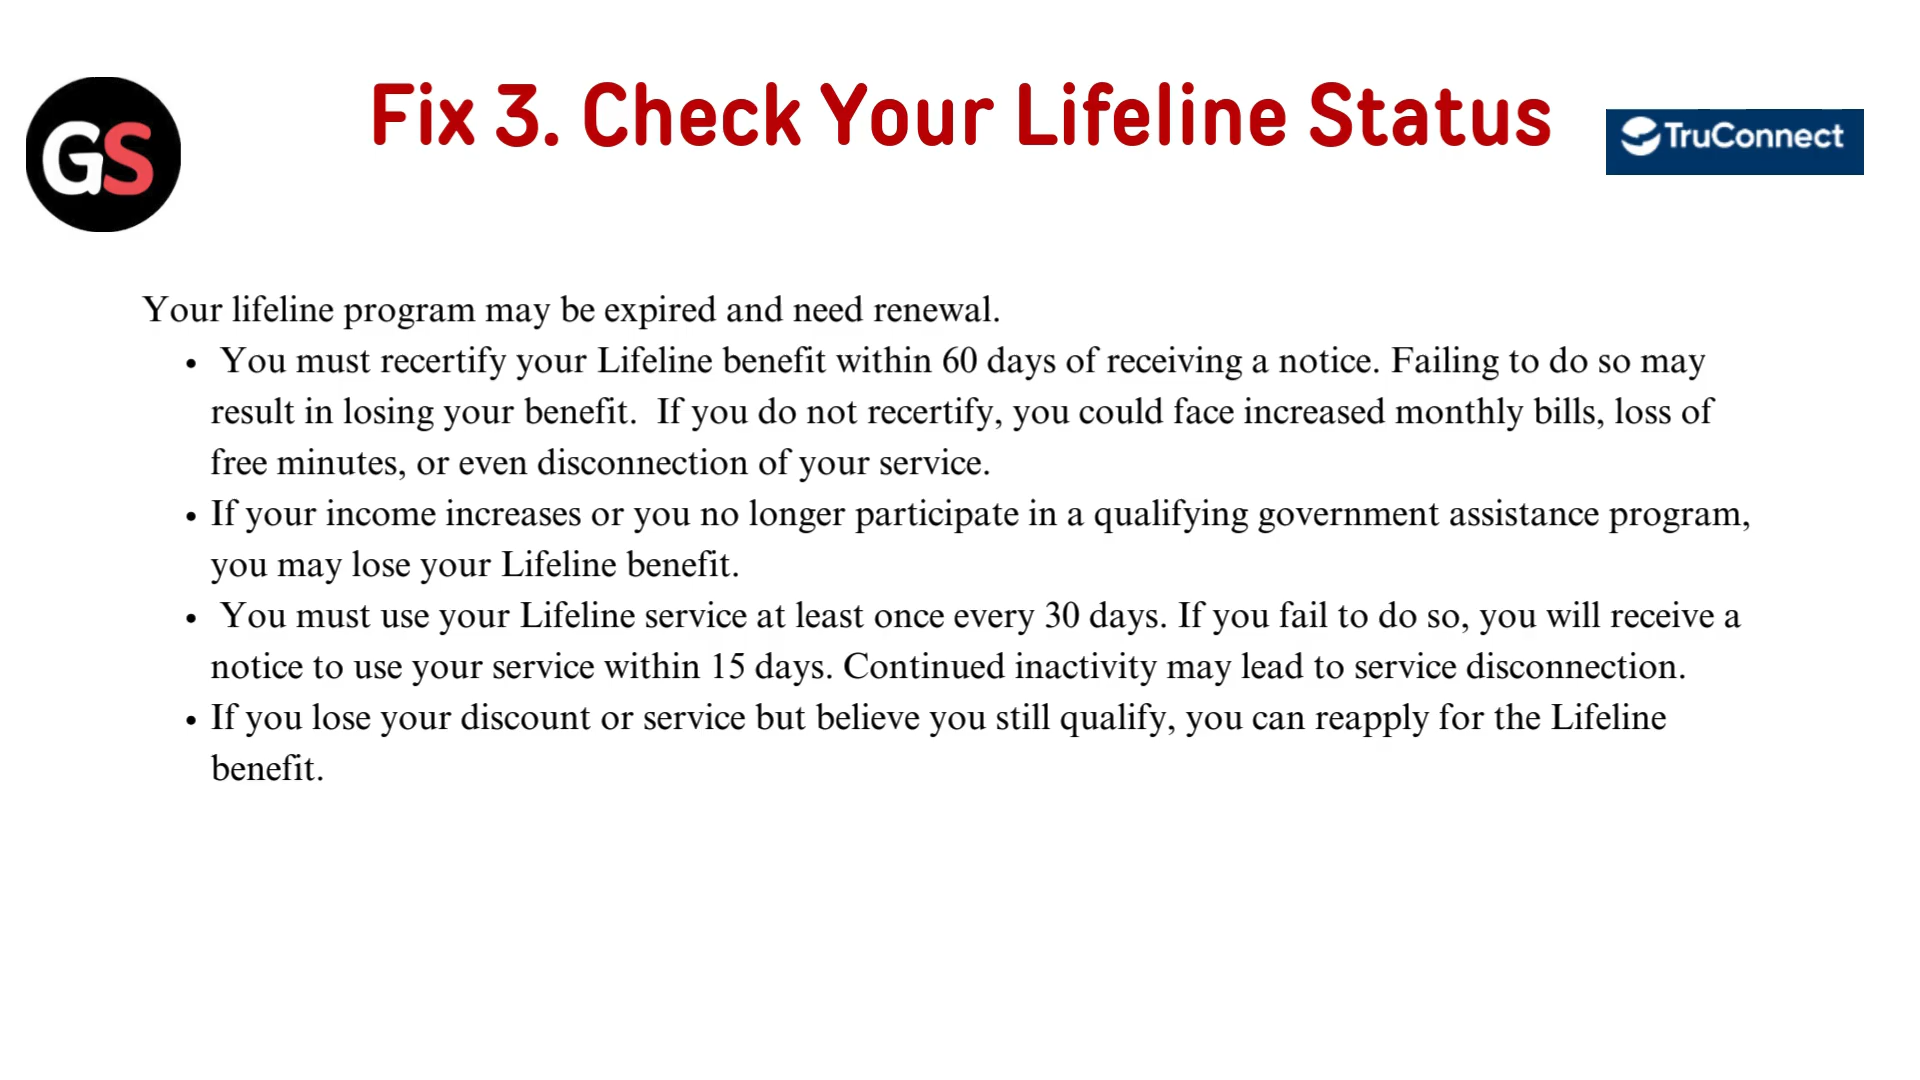 GS
Fix 3. Check Your Lifeline Status
TruConnect
Your lifeline program may be expired and need renewal.
• You must recertify your Lifeline benefit within 60 days of receiving a notice. Failing to do so may
result in losing your benefit.  If you do not recertify, you could face increased monthly bills, loss of
free minutes, or even disconnection of your service.
• If your income increases or you no longer participate in a qualifying government assistance program,
you may lose your Lifeline benefit.
• You must use your Lifeline service at least once every 30 days. If you fail to do so, you will receive a
notice to use your service within 15 days. Continued inactivity may lead to service disconnection.
• If you lose your discount or service but believe you still qualify, you can reapply for the Lifeline
benefit.